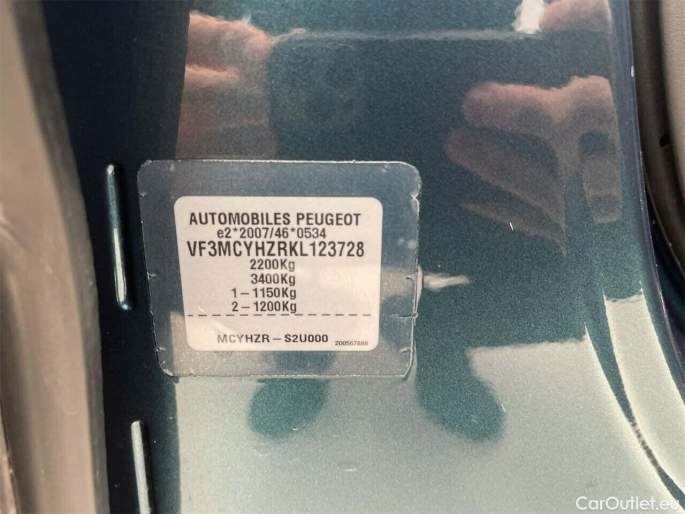 AUTOMOBILES PEUGEOT
e2*2007/46*0534
VF3MCYHZRKL123728
2200Kg
3400Kg
1-1150Kg
2-1200Kg
MCYHZR-S2U000
CarOutlet.eu